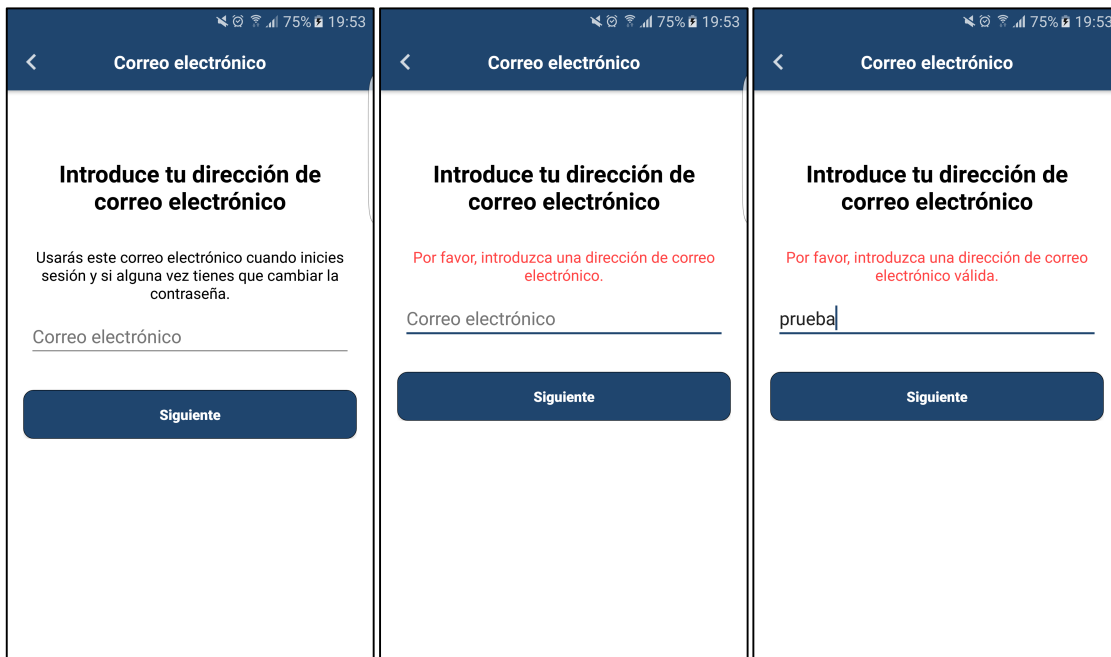 75% 19:53
Correo electrónico
Introduce tu dirección de
correo electrónico
Usarás este correo electrónico cuando inicies
sesión y si alguna vez tienes que cambiar la
contraseña.
Correo electrónico
Siguiente
75% 19:53
Correo electrónico
Introduce tu dirección de
correo electrónico
Por favor, introduzca una dirección de correo
electrónico.
Correo electrónico
Siguiente
75% 19:53
Correo electrónico
Introduce tu dirección de
correo electrónico
Por favor, introduzca una dirección de correo
electrónico válida.
prueba
Siguiente